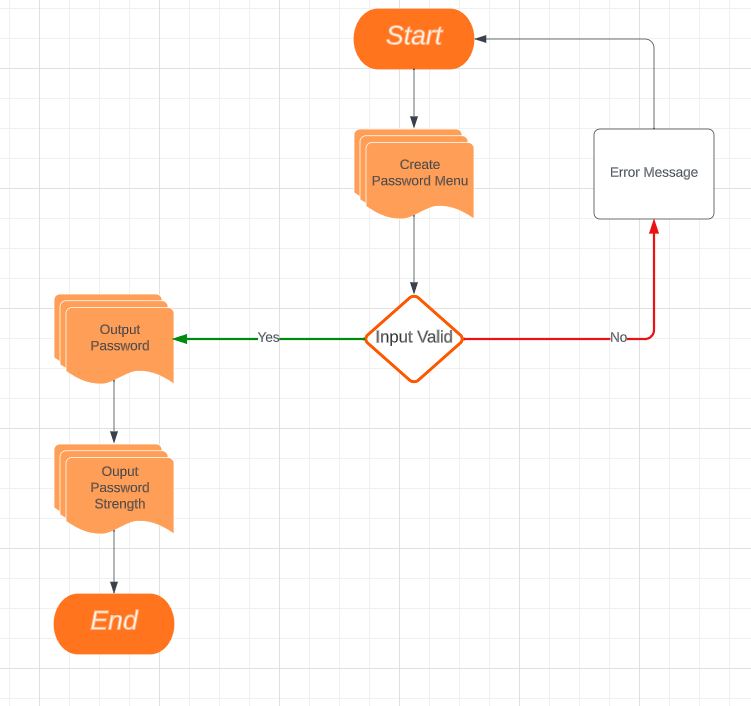 Start
Create
Password Menu
Error Message
Input Valid
Yes
No
Output
Password
Ouput
Password
Strength
End